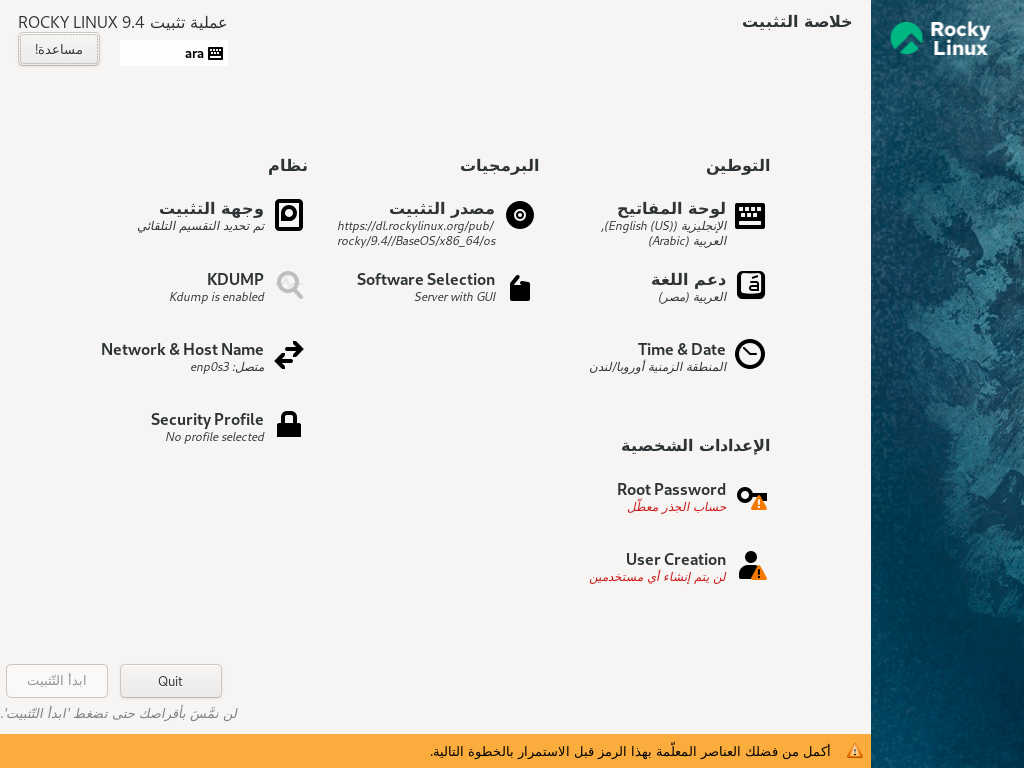 Rocky
Linux
خلاصة التثبيت
عملية تثبيت ROCKY LINUX 9.4
ara
مساعدة!
التوطين
لوحة المفاتيح
الإنجليزية (English (US)),
العربية (Arabic)
دعم اللغة
العربية (مصر)
Time & Date
المنطقة الزمنية أوروبا/لندن
البرمجيات
مصدر التثبيت
https://dl.rockylinux.org/pub/
rocky/9.4//BaseOS/x86_64/os
Software Selection
Server with GUI
نظام
وجهة التثبيت
تم تحديد التقسيم التلقائي
KDUMP
Kdump is enabled
Network & Host Name
متصل: enp0s3
Security Profile
No profile selected
الإعدادات الشخصية
Root Password
حساب الجذر معطّل
User Creation
لن يتم إنشاء أي مستخدمين
Quit
ابدأ التّثبيت
لن نمَّسَ بأقراصك حتى تضغط 'ابدأ التّثبيت'.
أكمل من فضلك العناصر المعلّمة بهذا الرمز قبل الاستمرار بالخطوة التالية.